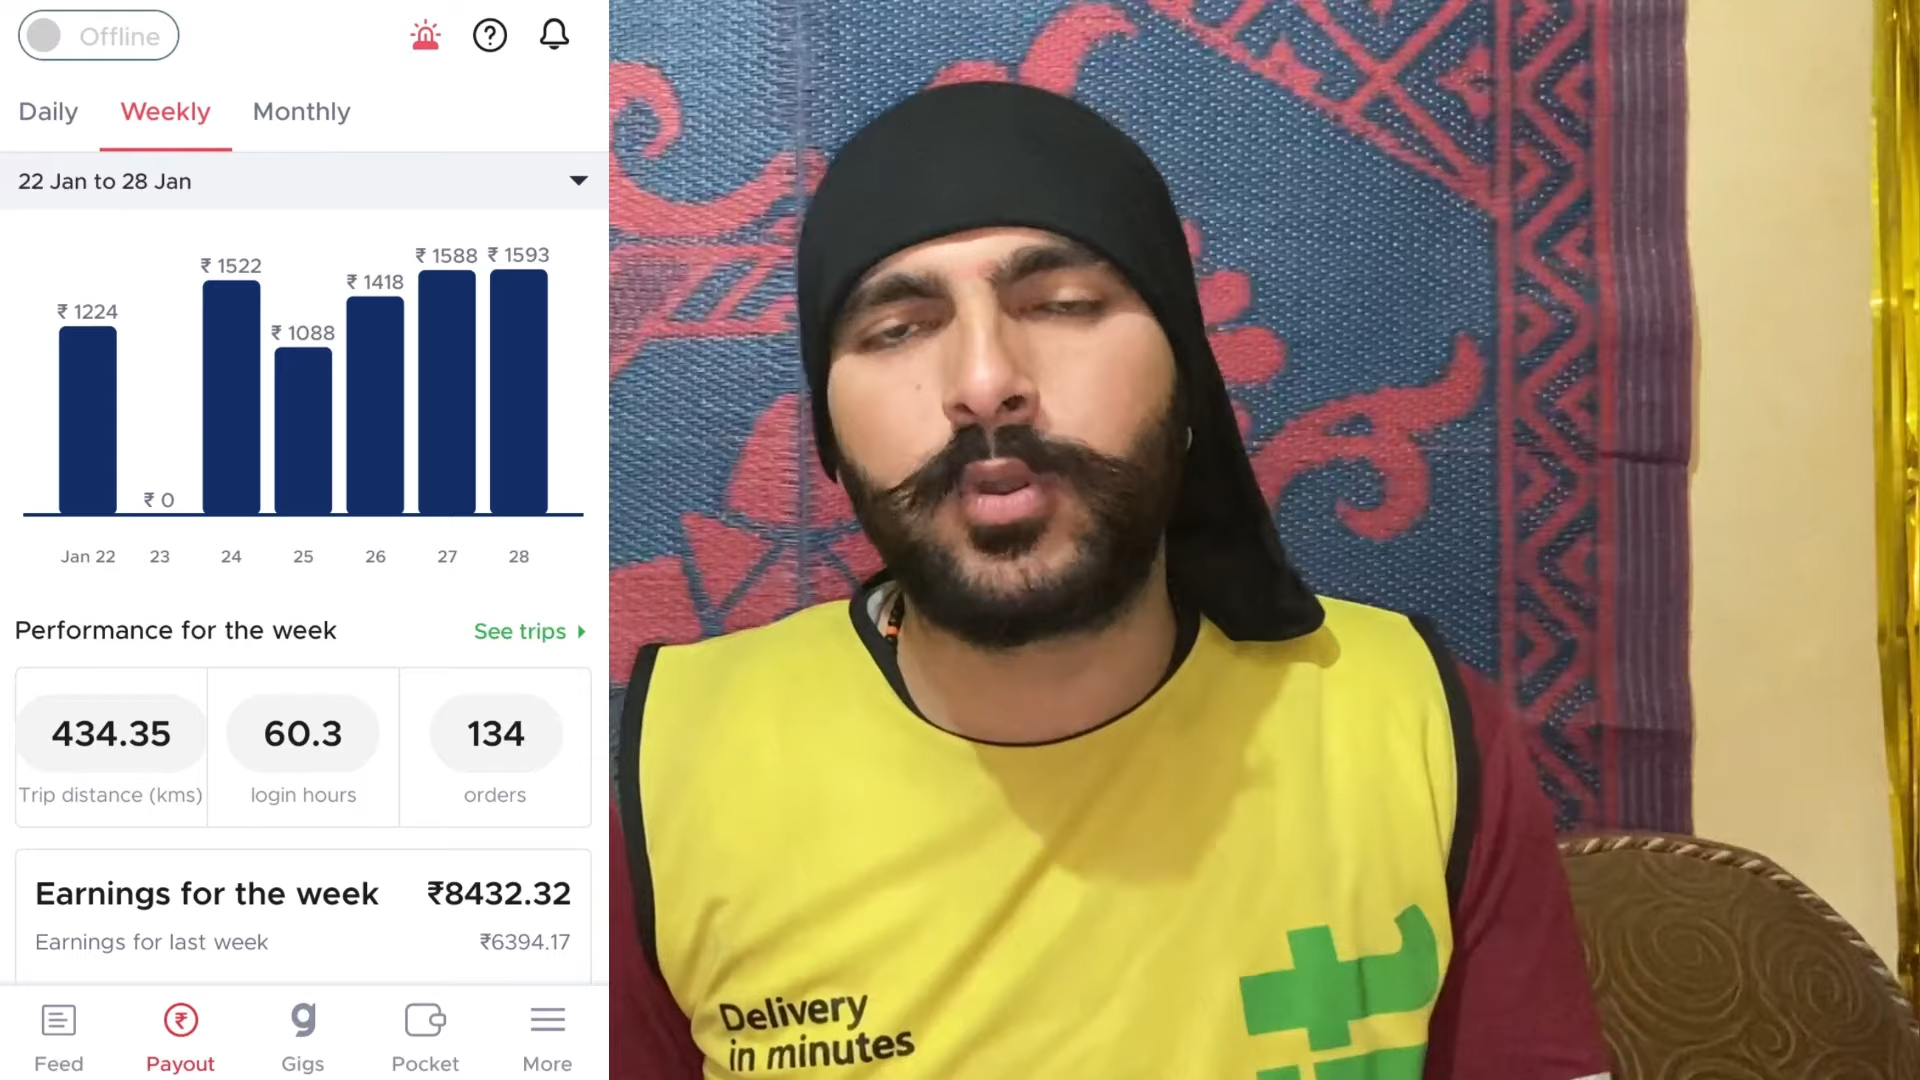 Offline
Daily Weekly Monthly
22 Jan to 28 Jan
₹ 1224
₹ 0
₹ 1522
₹ 1088
₹ 1418
₹ 1588
₹ 1593
Jan 22 23 24 25 26 27 28
Performance for the week See trips
434.35 60.3 134
Trip distance (kms) login hours orders
Earnings for the week ₹8432.32
Earnings for last week ₹6394.17
Feed Payout Gigs Pocket More
Delivery
in minutes